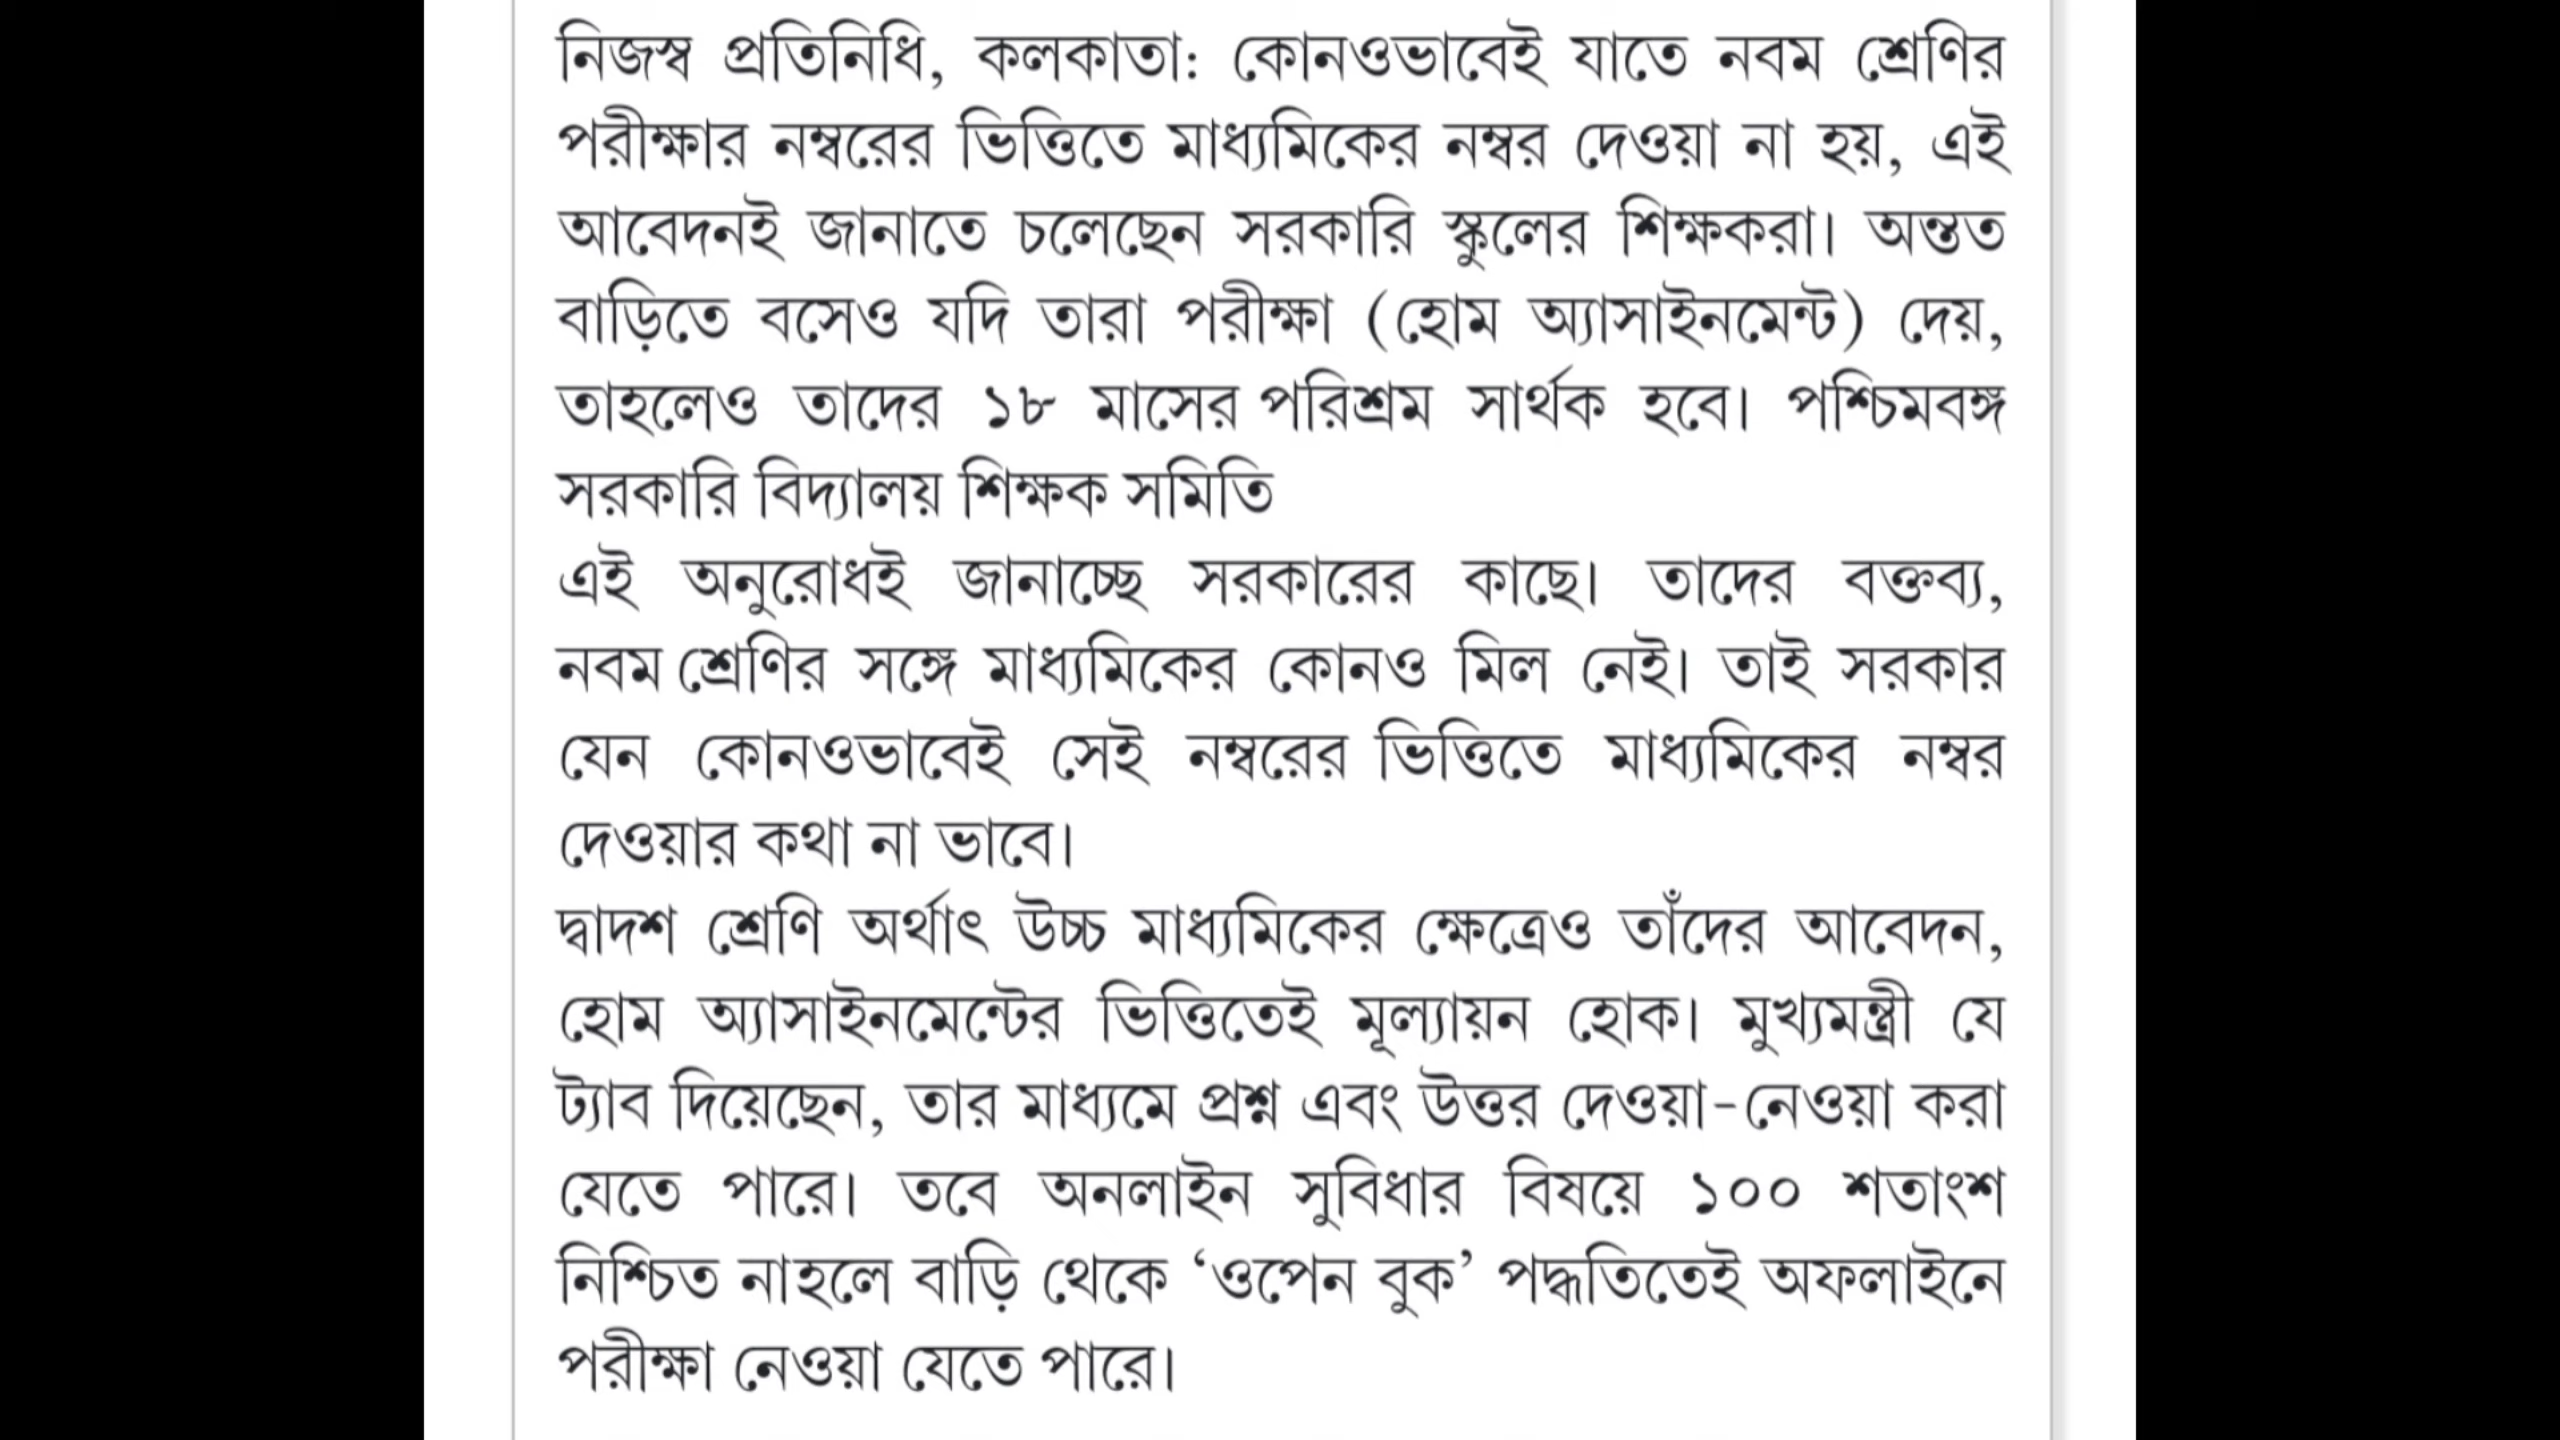 নিজস্ব প্রতিনিধি, কলকাতা: কোনওভাবেই যাতে নবম শ্রেণির
পরীক্ষার নম্বরের ভিত্তিতে মাধ্যমিকের নম্বর দেওয়া না হয়, এই
আবেদনই জানাতে চলেছেন সরকারি স্কুলের শিক্ষকরা। অন্তত
বাড়িতে বসেও যদি তারা পরীক্ষা (হোম অ্যাসাইনমেন্ট) দেয়,
তাহলেও তাদের ১৮ মাসের পরিশ্রম সার্থক হবে। পশ্চিমবঙ্গ
সরকারি বিদ্যালয় শিক্ষক সমিতি
এই অনুরোধই জানাচ্ছে সরকারের কাছে। তাদের বক্তব্য,
নবম শ্রেণির সঙ্গে মাধ্যমিকের কোনও মিল নেই। তাই সরকার
যেন কোনওভাবেই সেই নম্বরের ভিত্তিতে মাধ্যমিকের নম্বর
দেওয়ার কথা না ভাবে।
দ্বাদশ শ্রেণি অর্থাৎ উচ্চ মাধ্যমিকের ক্ষেত্রেও তাঁদের আবেদন,
হোম অ্যাসাইনমেন্টের ভিত্তিতেই মূল্যায়ন হোক। মুখ্যমন্ত্রী যে
ট্যাব দিয়েছেন, তার মাধ্যমে প্রশ্ন এবং উত্তর দেওয়া-নেওয়া করা
যেতে পারে। তবে অনলাইন সুবিধার বিষয়ে ১০০ শতাংশ
নিশ্চিত নাহলে বাড়ি থেকে ‘ওপেন বুক’ পদ্ধতিতেই অফলাইনে
পরীক্ষা নেওয়া যেতে পারে।